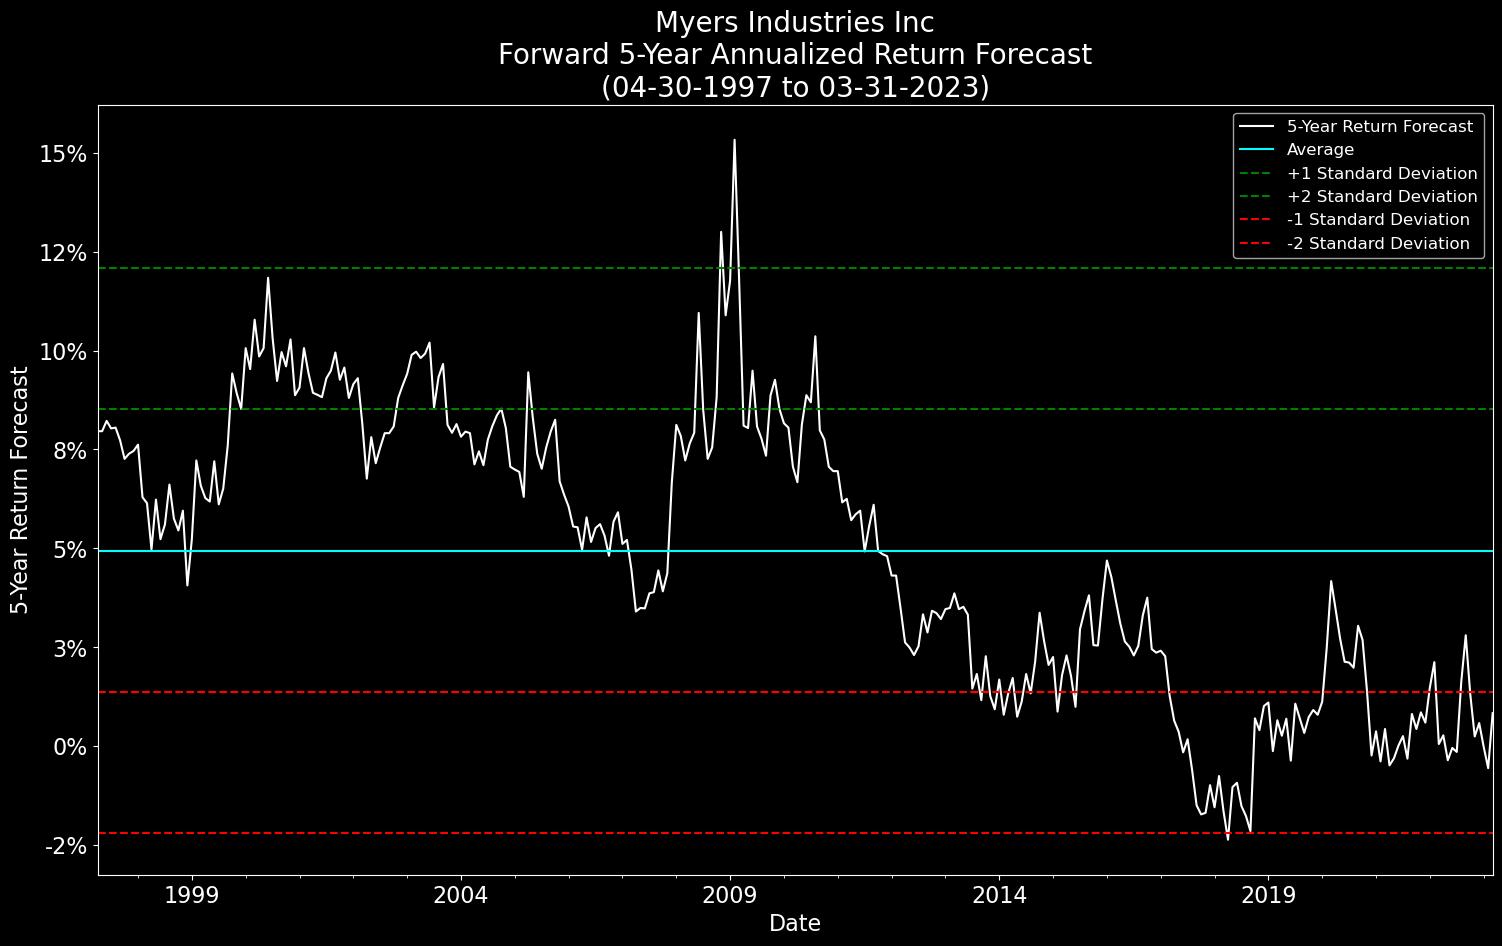 Myers Industries Inc
Forward 5-Year Annualized Return Forecast
(04-30-1997 to 03-31-2023)
5-Year Return Forecast
Average
+1 Standard Deviation
+2 Standard Deviation
-1 Standard Deviation
-2 Standard Deviation
15%
12%
10%
8%
5%
3%
0%
-2%
5-Year Return Forecast
1999
2004
2009
2014
2019
Date